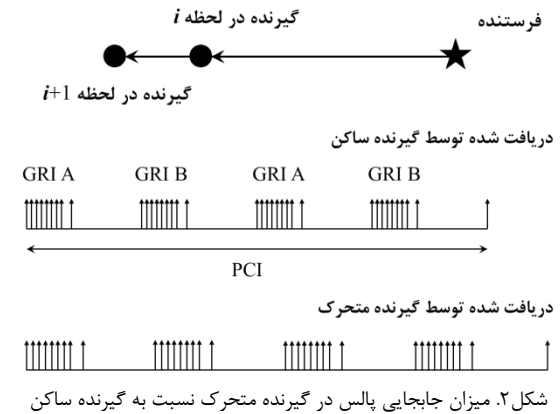 فرستنده
گیرنده در لحظه i
گیرنده در لحظه i+1
دریافت شده توسط گیرنده ساکن
GRI A GRI B GRI A GRI B
PCI
دریافت شده توسط گیرنده متحرک
شکل۲. میزان جابجایی پالس در گیرنده متحرک نسبت به گیرنده ساکن